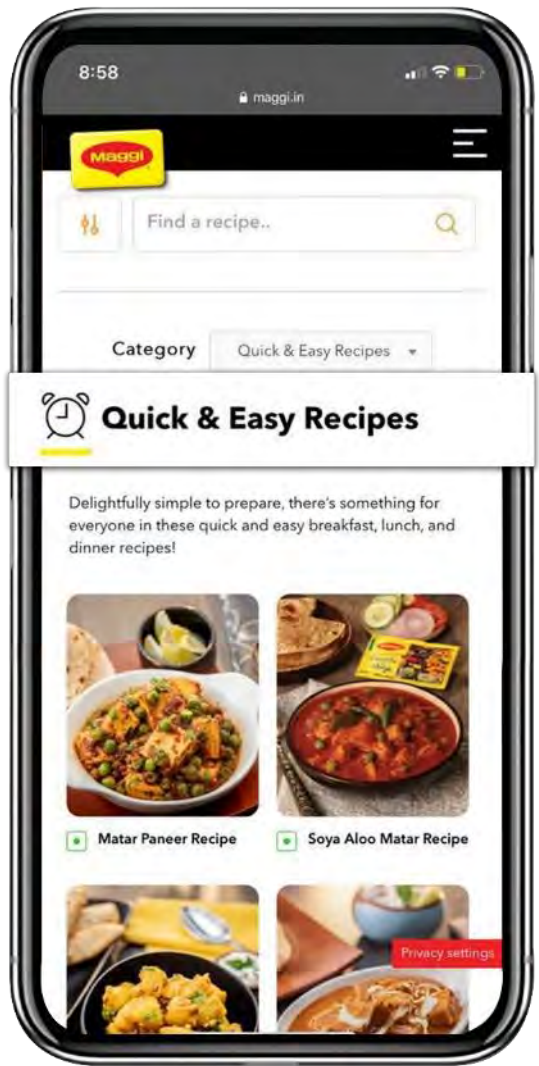 8:58
maggi.in
Maggi
Find a recipe..
Category
Quick & Easy Recipes
Quick & Easy Recipes
Delightfully simple to prepare, there's something for
everyone in these quick and easy breakfast, lunch, and
dinner recipes!
Matar Paneer Recipe
Soya Aloo Matar Recipe
Privacy settings